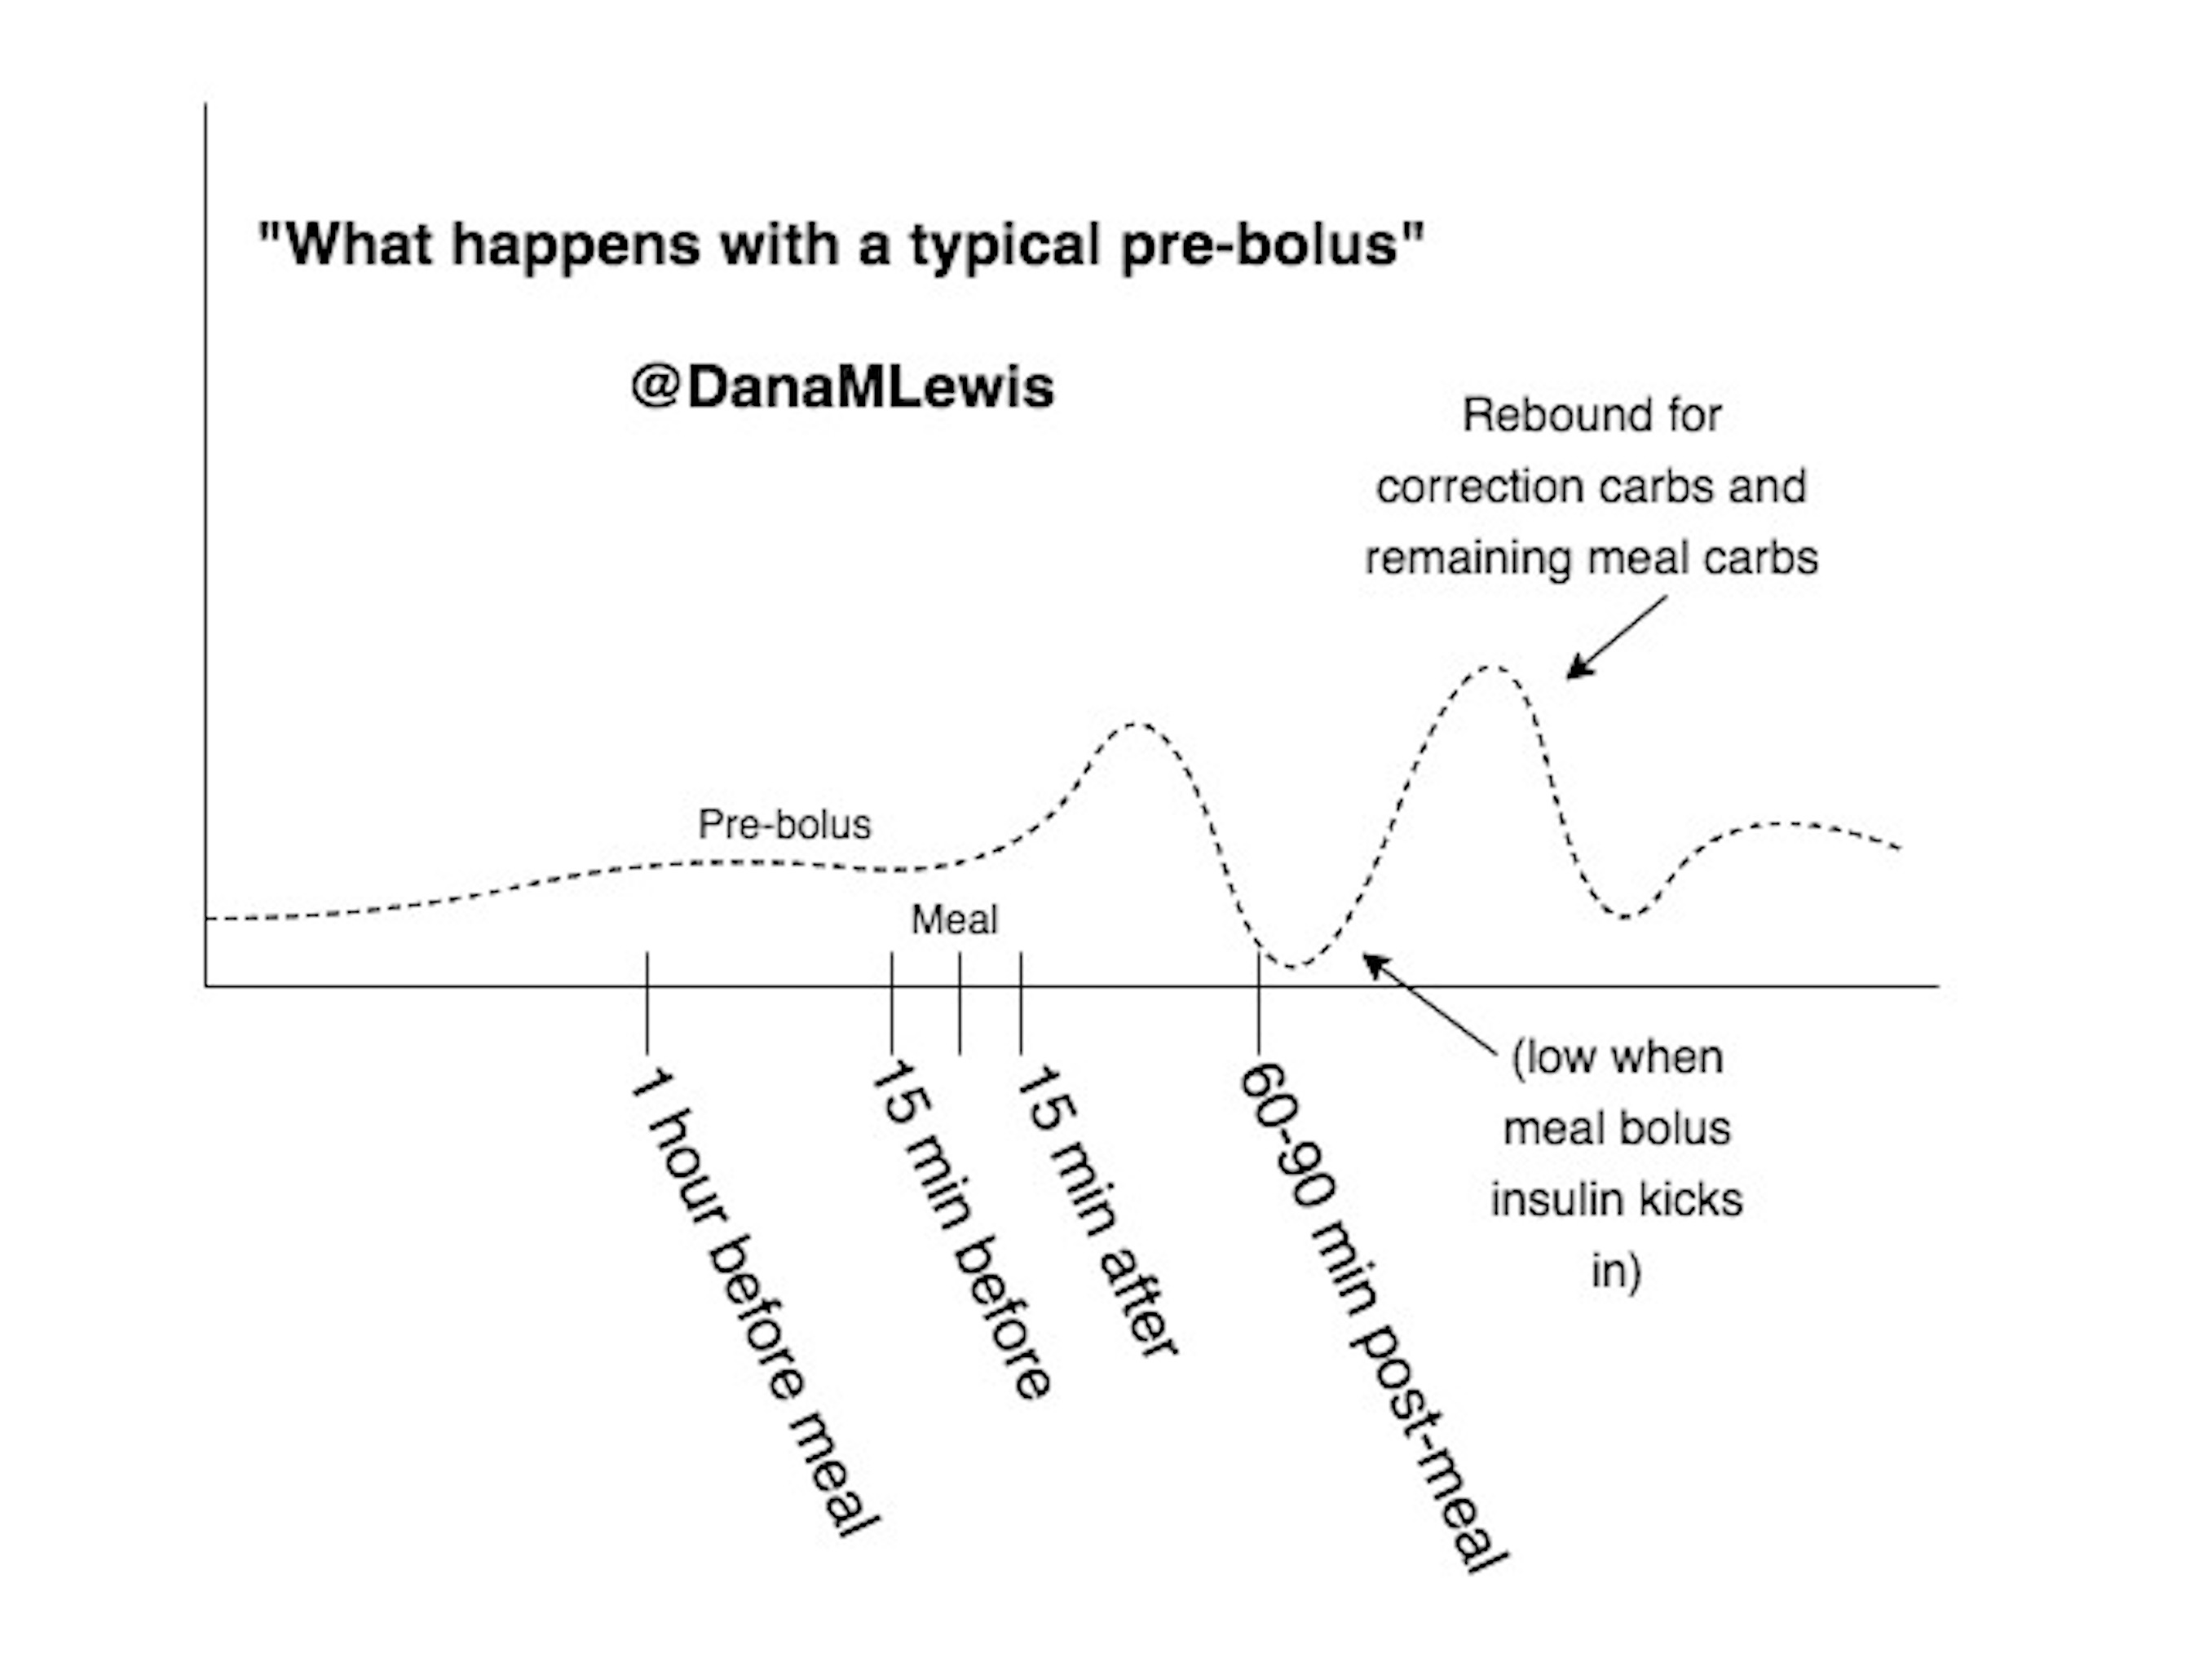 "What happens with a typical pre-bolus"
@DanaMLewis
Rebound for
correction carbs and
remaining meal carbs
Pre-bolus
Meal
1 hour before meal
15 min before
15 min after
60-90 min post-meal
(low when
meal bolus
insulin kicks
in)